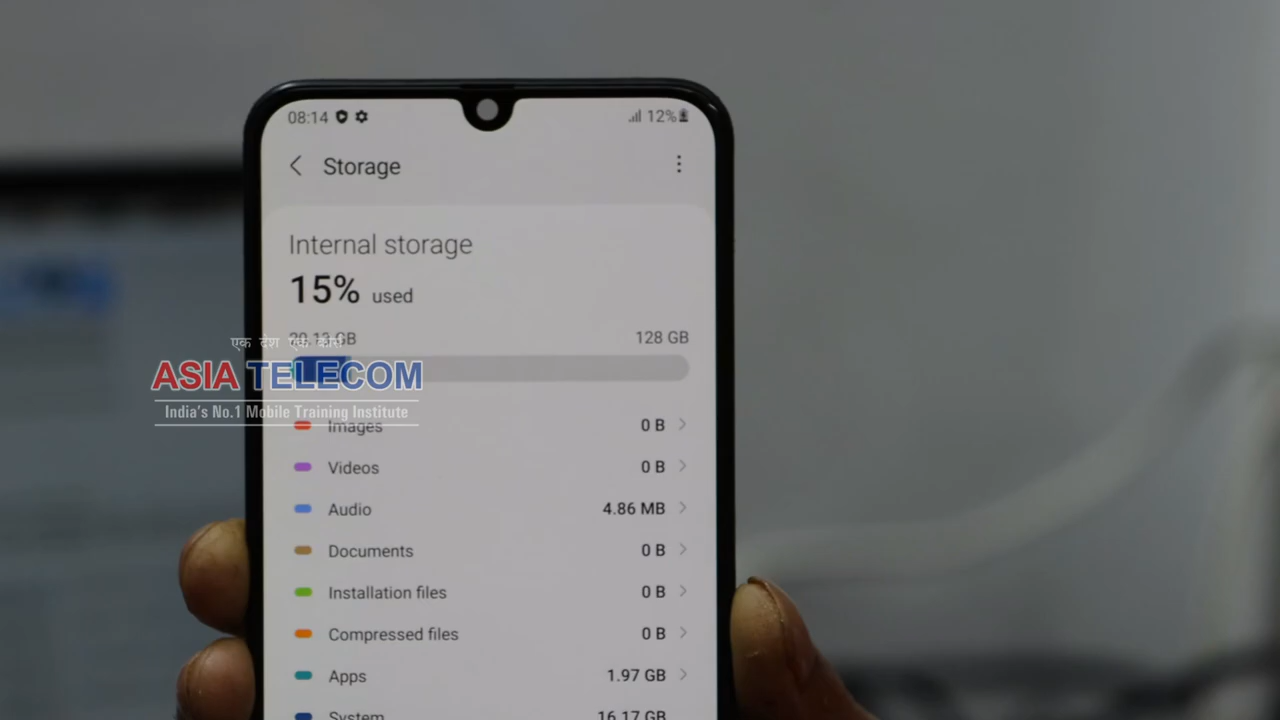 08:14
12%
Storage
Internal storage
15% used
128 GB
एक देश एक कोर्स
ASIA TELECOM
India's No.1 Mobile Training Institute
Images 0 B
Videos 0 B
Audio 4.86 MB
Documents 0 B
Installation files 0 B
Compressed files 0 B
Apps 1.97 GB
System 16.17 GB